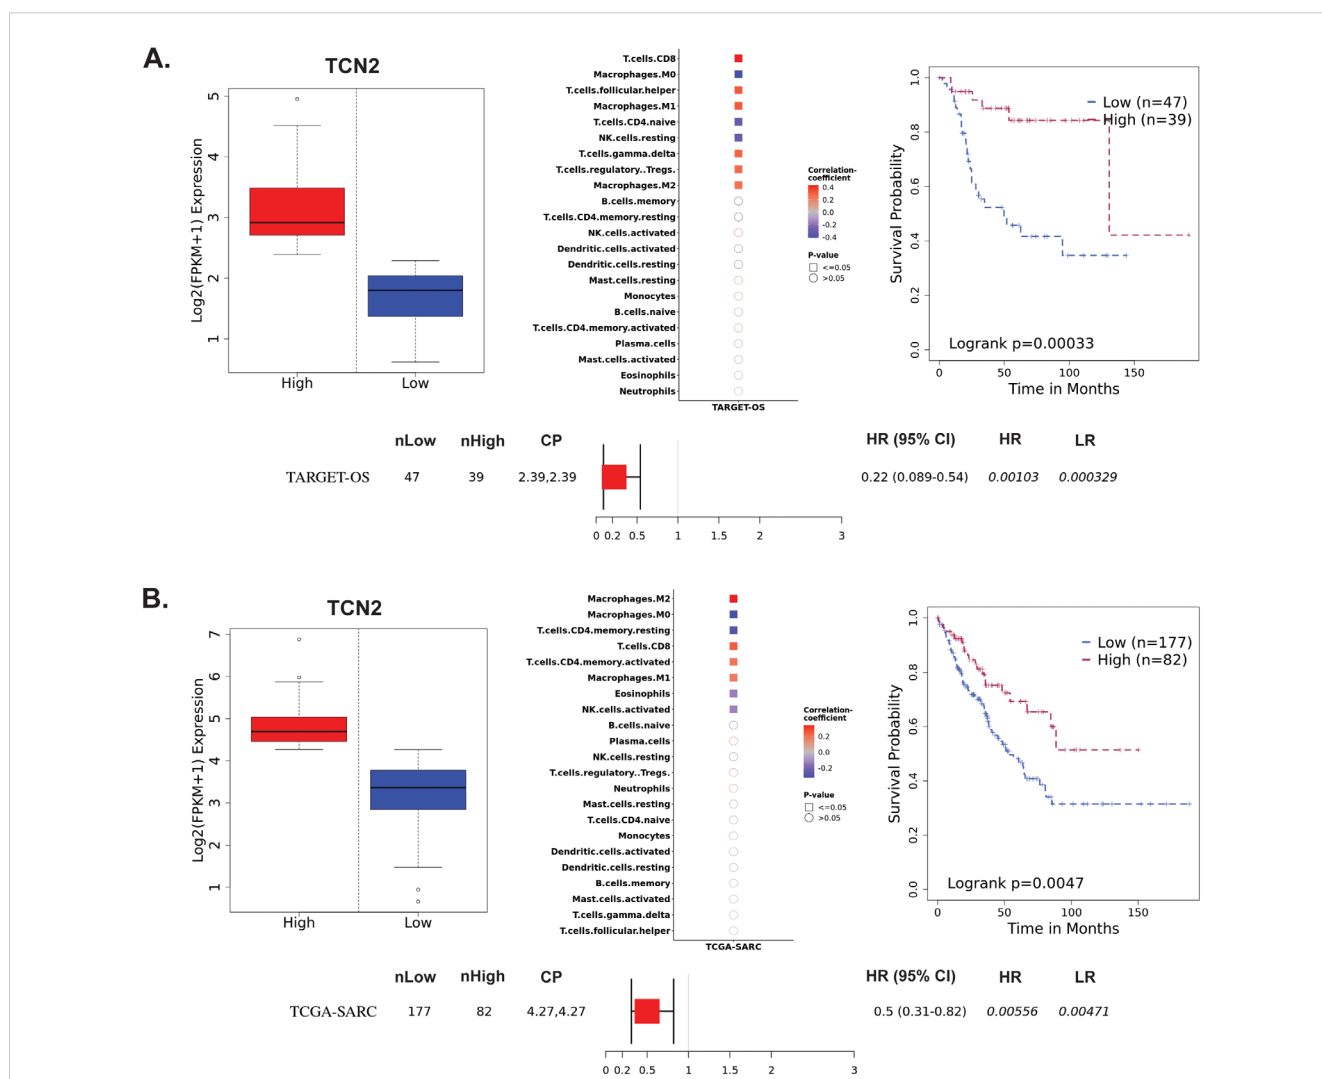 A.
TCN2
Log2(FPKM+1) Expression
5
4
3
2
1
High
Low
T.cells.CD8
Macrophages.M0
T.cells.follicular.helper
Macrophages.M1
T.cells.CD4.naive
NK.cells.resting
T.cells.gamma.delta
T.cells.regulatory..Tregs.
Macrophages.M2
B.cells.memory
T.cells.CD4.memory.resting
NK.cells.activated
Dendritic.cells.activated
Dendritic.cells.resting
Mast.cells.resting
Monocytes
B.cells.naive
T.cells.CD4.memory.activated
Plasma.cells
Mast.cells.activated
Eosinophils
Neutrophils
TARGET-OS
Correlation-
coefficient
0.4
0.2
0.0
-0.2
-0.4
P-value
<=0.05
>0.05
Survival Probability
1.0
0.8
0.6
0.4
0.2
0.0
Low (n=47)
High (n=39)
Logrank p=0.00033
0 50 100 150
Time in Months
nLow nHigh CP HR (95% CI) HR LR
TARGET-OS 47 39 2.39,2.39 0.22 (0.089-0.54) 0.00103 0.000329
0 0.2 0.5 1 1.5 2 3
B.
TCN2
Log2(FPKM+1) Expression
7
6
5
4
3
2
1
High
Low
Macrophages.M2
Macrophages.M0
T.cells.CD4.memory.resting
T.cells.CD8
T.cells.CD4.memory.activated
Macrophages.M1
Eosinophils
NK.cells.activated
B.cells.naive
Plasma.cells
NK.cells.resting
T.cells.regulatory..Tregs.
Neutrophils
Mast.cells.resting
T.cells.CD4.naive
Monocytes
Dendritic.cells.activated
Dendritic.cells.resting
B.cells.memory
Mast.cells.activated
T.cells.gamma.delta
T.cells.follicular.helper
TCGA-SARC
Correlation-
coefficient
0.2
0.0
-0.2
P-value
<=0.05
>0.05
Survival Probability
1.0
0.8
0.6
0.4
0.2
0.0
Low (n=177)
High (n=82)
Logrank p=0.0047
0 50 100 150
Time in Months
nLow nHigh CP HR (95% CI) HR LR
TCGA-SARC 177 82 4.27,4.27 0.5 (0.31-0.82) 0.00556 0.00471
0 0.2 0.5 1 1.5 2 3